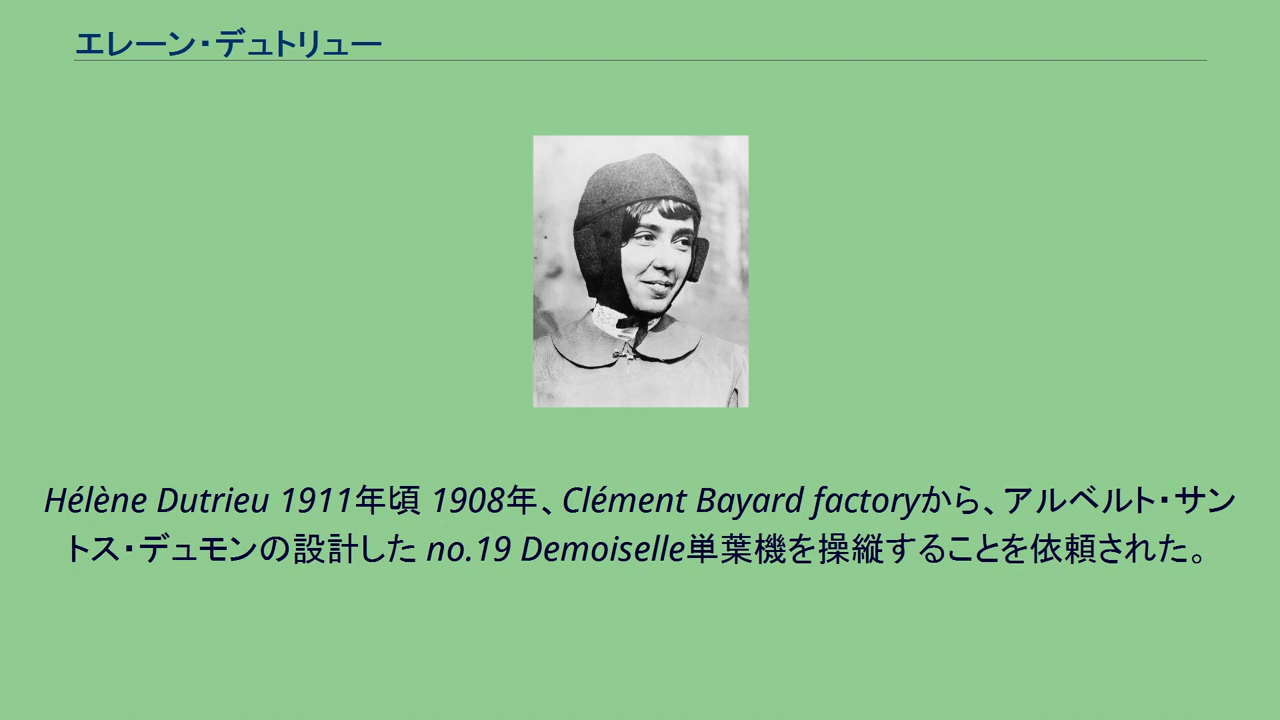 エレーン・デュトリュー
Hélène Dutrieu 1911年頃 1908年、Clément Bayard factoryから、アルベルト・サン
トス・デュモンの設計した no.19 Demoiselle単葉機を操縦することを依頼された。